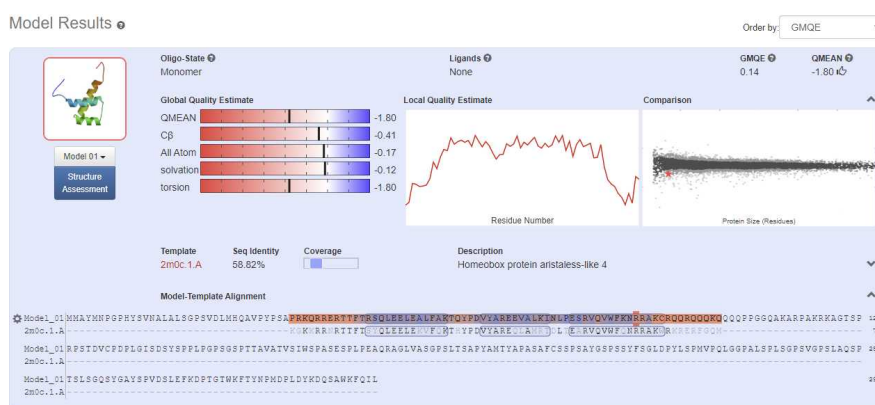 Model Results
Order by: GMQE
Oligo-State
Monomer
Ligands
None
GMQE
0.14
QMEAN
-1.80
Global Quality Estimate
QMEAN -1.80
Cβ -0.41
All Atom -0.17
solvation -0.12
torsion -1.80
Local Quality Estimate
Residue Number
Comparison
Protein Size (Residues)
Model 01
Structure
Assessment
Template
2m0c.1.A
Seq Identity
58.82%
Coverage
Description
Homeobox protein aristaless-like 4
Model-Template Alignment
Model_01
2m0c.1.A
Model_01
2m0c.1.A
Model_01 TSLSGQSYGAYSPVDSLEFKDPTGTWKFTYNPMDPLDYKDQSAWKFQIL
2m0c.1.A